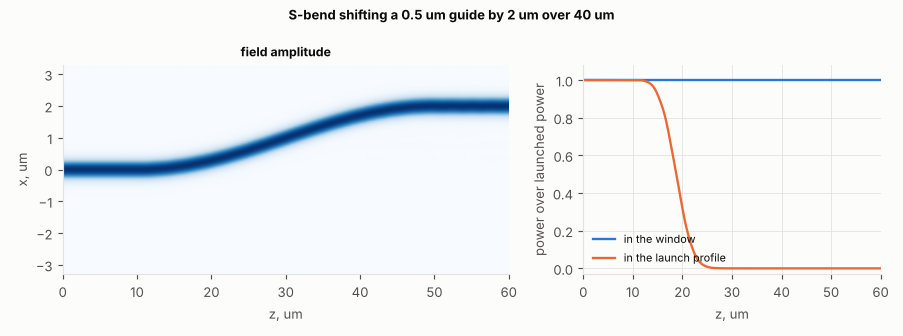 S-bend shifting a 0.5 um guide by 2 um over 40 um
field amplitude
x, um
3
2
1
0
−1
−2
−3
0 10 20 30 40 50 60
z, um
power over launched power
1.0
0.8
0.6
0.4
0.2
0.0
in the window
in the launch profile
0 10 20 30 40 50 60
z, um